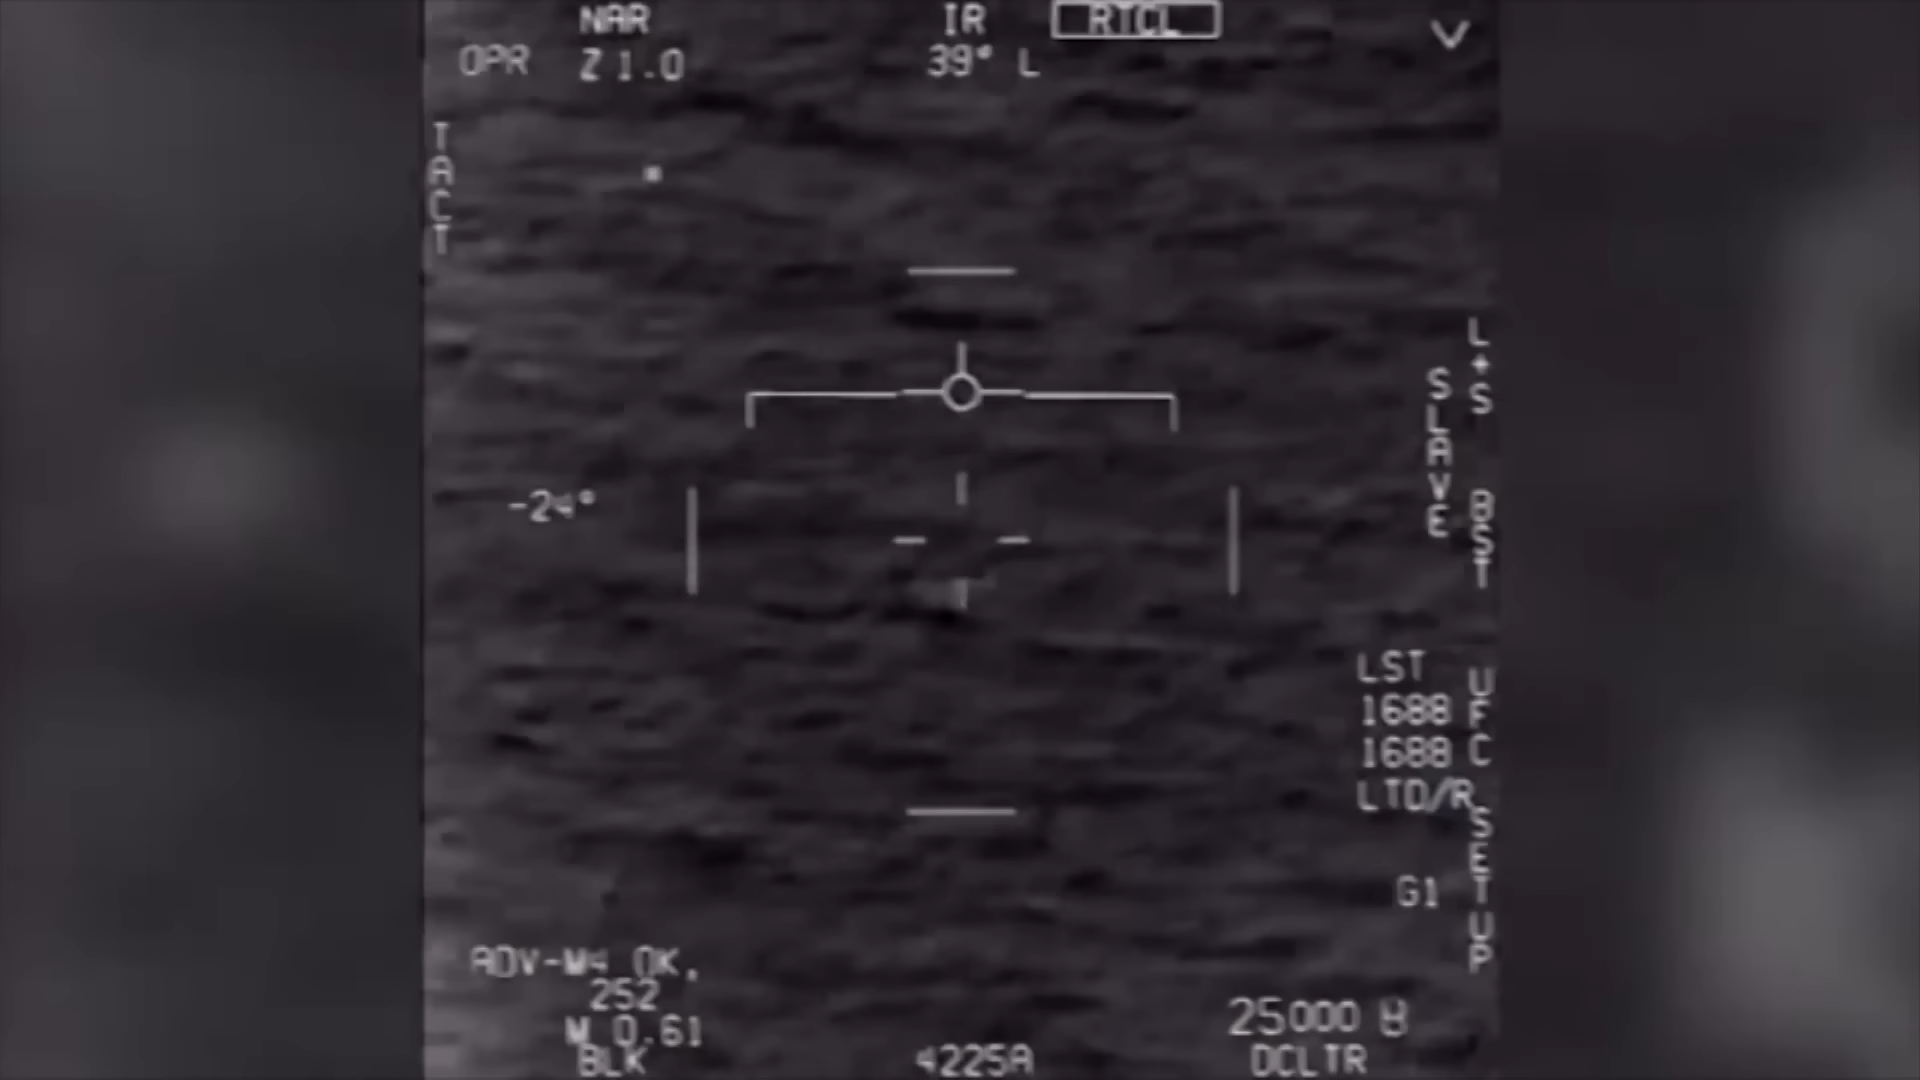 NAR
IR
RTCL
OPR
Z 1.0
39° L
TACT
L+S
SLAVE
-24°
BST
LST
1688
1688
UFC
LTD/R
SETUP
G1
ADV-M4 OK,
252
M 0.61
25000
BLK
4225A
DCLTR